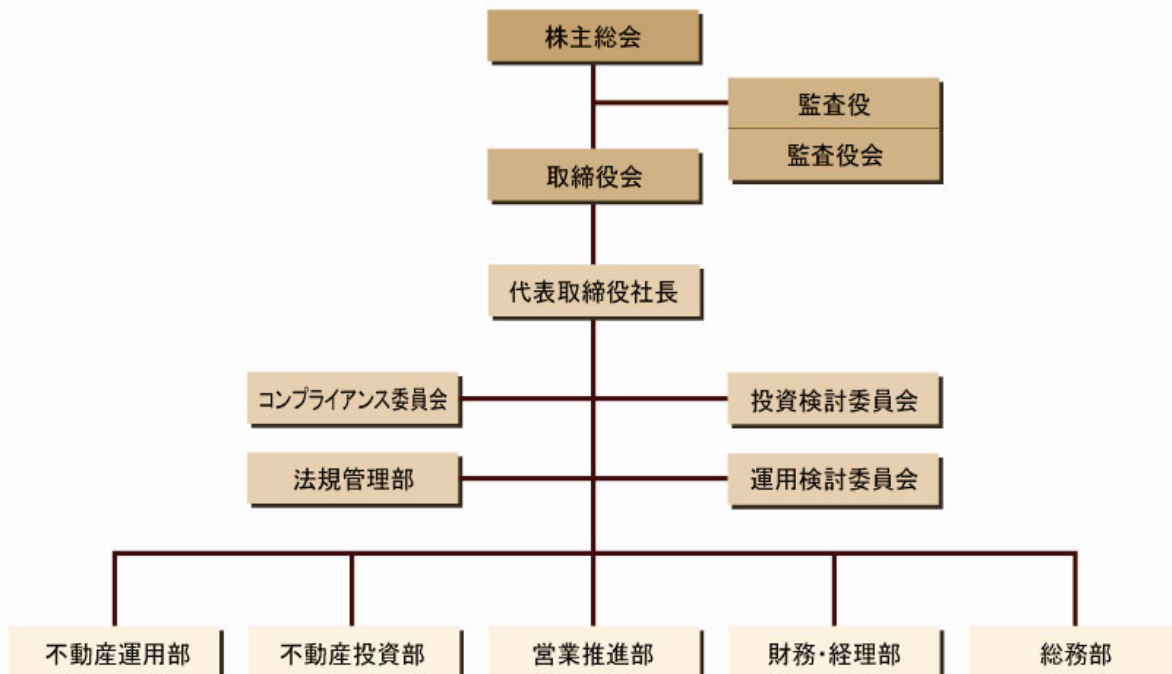 株主総会
監査役
監査役会
取締役会
代表取締役社長
コンプライアンス委員会
投資検討委員会
法規管理部
運用検討委員会
不動産運用部
不動産投資部
営業推進部
財務・経理部
総務部